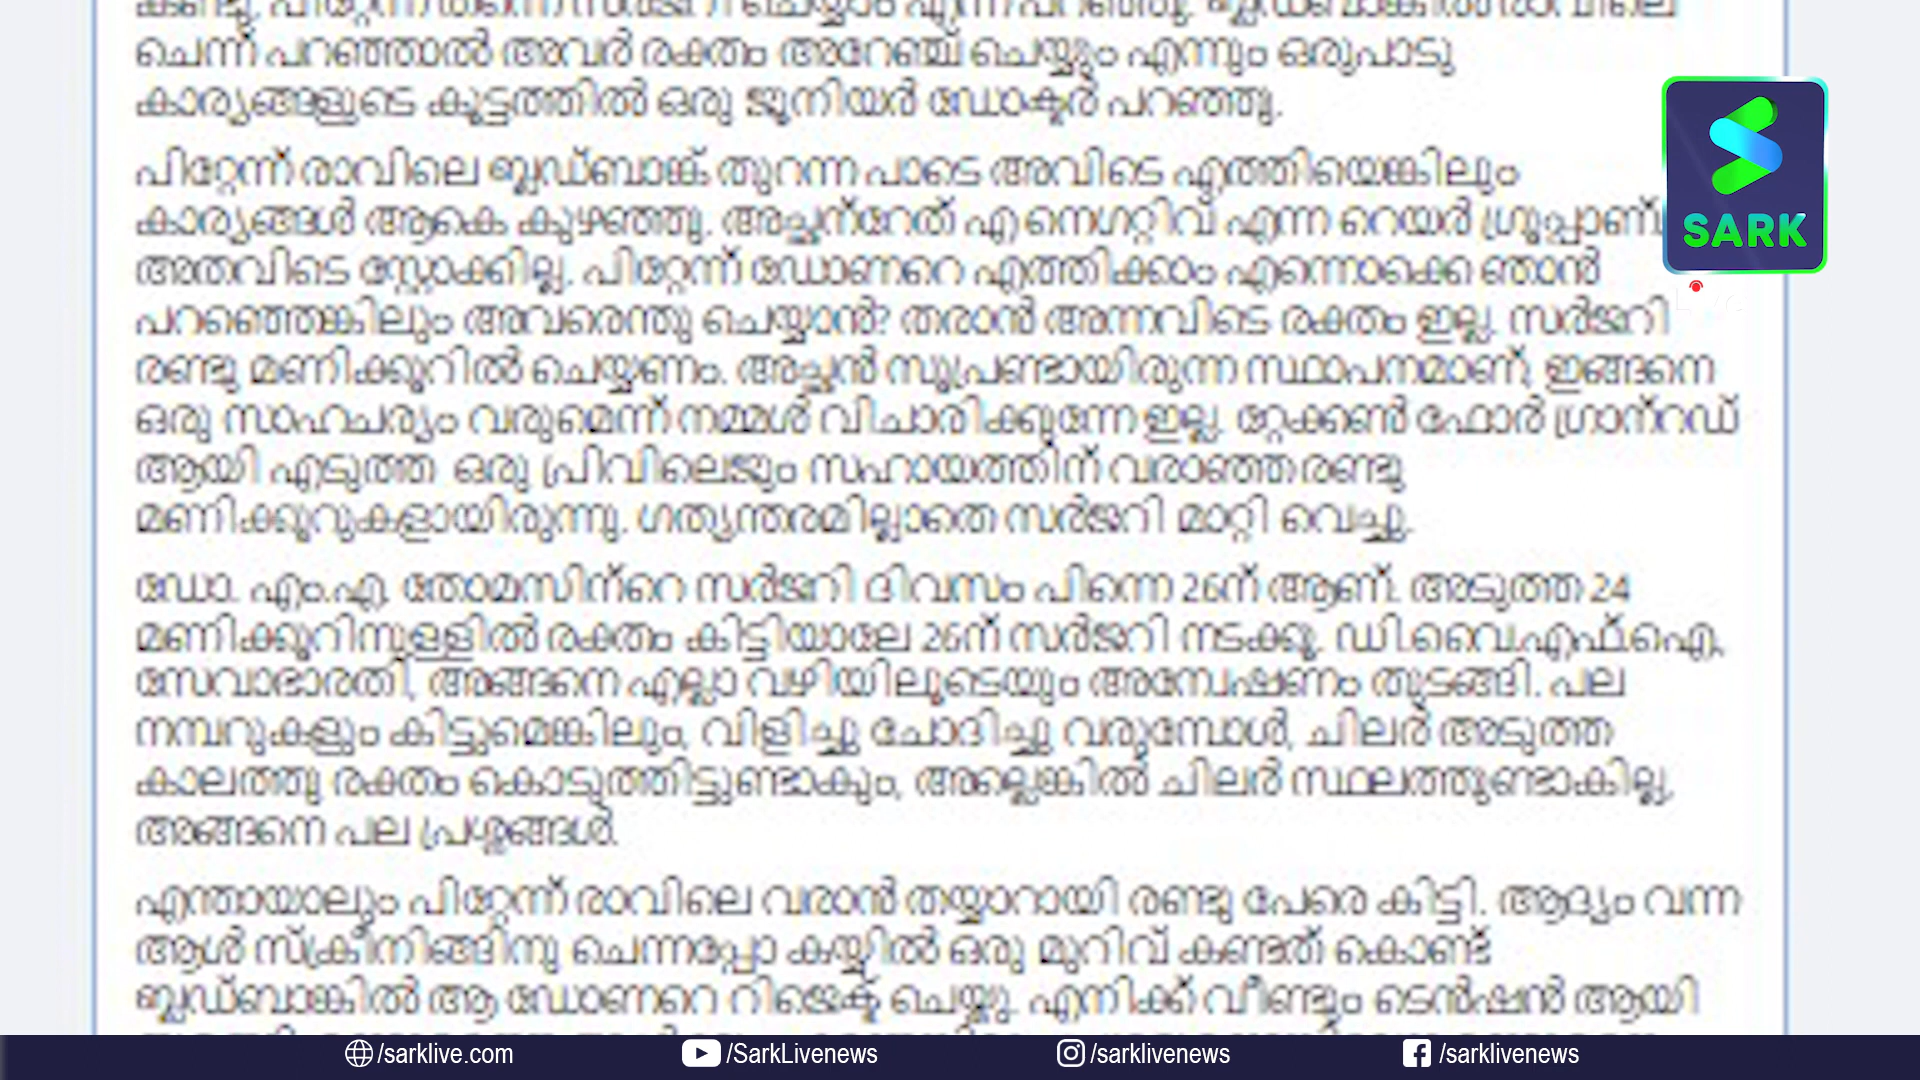 ചെന്ന് പറഞ്ഞാൽ അവർ രക്തം അറേഞ്ച് ചെയ്യും എന്നും ഒരുപാടു
കാര്യങ്ങളുടെ കൂട്ടത്തിൽ ഒരു ജൂനിയർ ഡോക്ടർ പറഞ്ഞു.
പിറ്റേന്ന് രാവിലെ ബ്ലഡ്ബാങ്ക് തുറന്ന പാടെ അവിടെ എത്തിയെങ്കിലും
കാര്യങ്ങൾ ആകെ കുഴഞ്ഞു. അച്ഛന്റേത് എ നെഗറ്റിവ് എന്ന റെയർ ഗ്രൂപ്പാണ്.
അതവിടെ സ്റ്റോക്കില്ല. പിറ്റേന്ന് ഡോണറെ എത്തിക്കാം എന്നൊക്കെ ഞാൻ
പറഞ്ഞെങ്കിലും അവരെന്തു ചെയ്യാൻ? തരാൻ അന്നവിടെ രക്തം ഇല്ല. സർജറി
രണ്ടു മണിക്കൂറിൽ ചെയ്യണം. അച്ഛൻ സൂപ്രണ്ടായിരുന്ന സ്ഥാപനമാണ്, ഇങ്ങനെ
ഒരു സാഹചര്യം വരുമെന്ന് നമ്മൾ വിചാരിക്കുന്നേ ഇല്ല. റ്റേക്കൺ ഫോർ ഗ്രാന്റഡ്
ആയി എടുത്ത ഒരു പ്രിവിലെജും സഹായത്തിന് വരാഞ്ഞ രണ്ടു
മണിക്കൂറുകളായിരുന്നു. ഗത്യന്തരമില്ലാതെ സർജറി മാറ്റി വെച്ചു.
ഡോ. എം.എ. തോമസിന്റെ സർജറി ദിവസം പിന്നെ 26ന് ആണ്. അടുത്ത 24
മണിക്കൂറിനുള്ളിൽ രക്തം കിട്ടിയാലേ 26ന് സർജറി നടക്കൂ. ഡി.വൈ.എഫ്.ഐ,
സേവാഭാരതി, അങ്ങനെ എല്ലാ വഴിയിലൂടെയും അന്വേഷണം തുടങ്ങി. പല
നമ്പറുകളും കിട്ടുമെങ്കിലും, വിളിച്ചു ചോദിച്ചു വരുമ്പോൾ, ചിലർ അടുത്ത
കാലത്തു രക്തം കൊടുത്തിട്ടുണ്ടാകും, അല്ലെങ്കിൽ ചിലർ സ്ഥലത്തുണ്ടാകില്ല,
അങ്ങനെ പല പ്രശ്നങ്ങൾ.
എന്തായാലും പിറ്റേന്ന് രാവിലെ വരാൻ തയ്യാറായി രണ്ടു പേരെ കിട്ടി. ആദ്യം വന്ന
ആൾ സ്ക്രീനിങ്ങിനു ചെന്നപ്പോ കയ്യിൽ ഒരു മുറിവ് കണ്ടത് കൊണ്ട്
ബ്ലഡ്ബാങ്കിൽ ആ ഡോണറെ റിജെക്ട് ചെയ്തു. എനിക്ക് വീണ്ടും ടെൻഷൻ ആയി
SARK
/sarklive.com /SarkLivenews /sarklivenews /sarklivenews